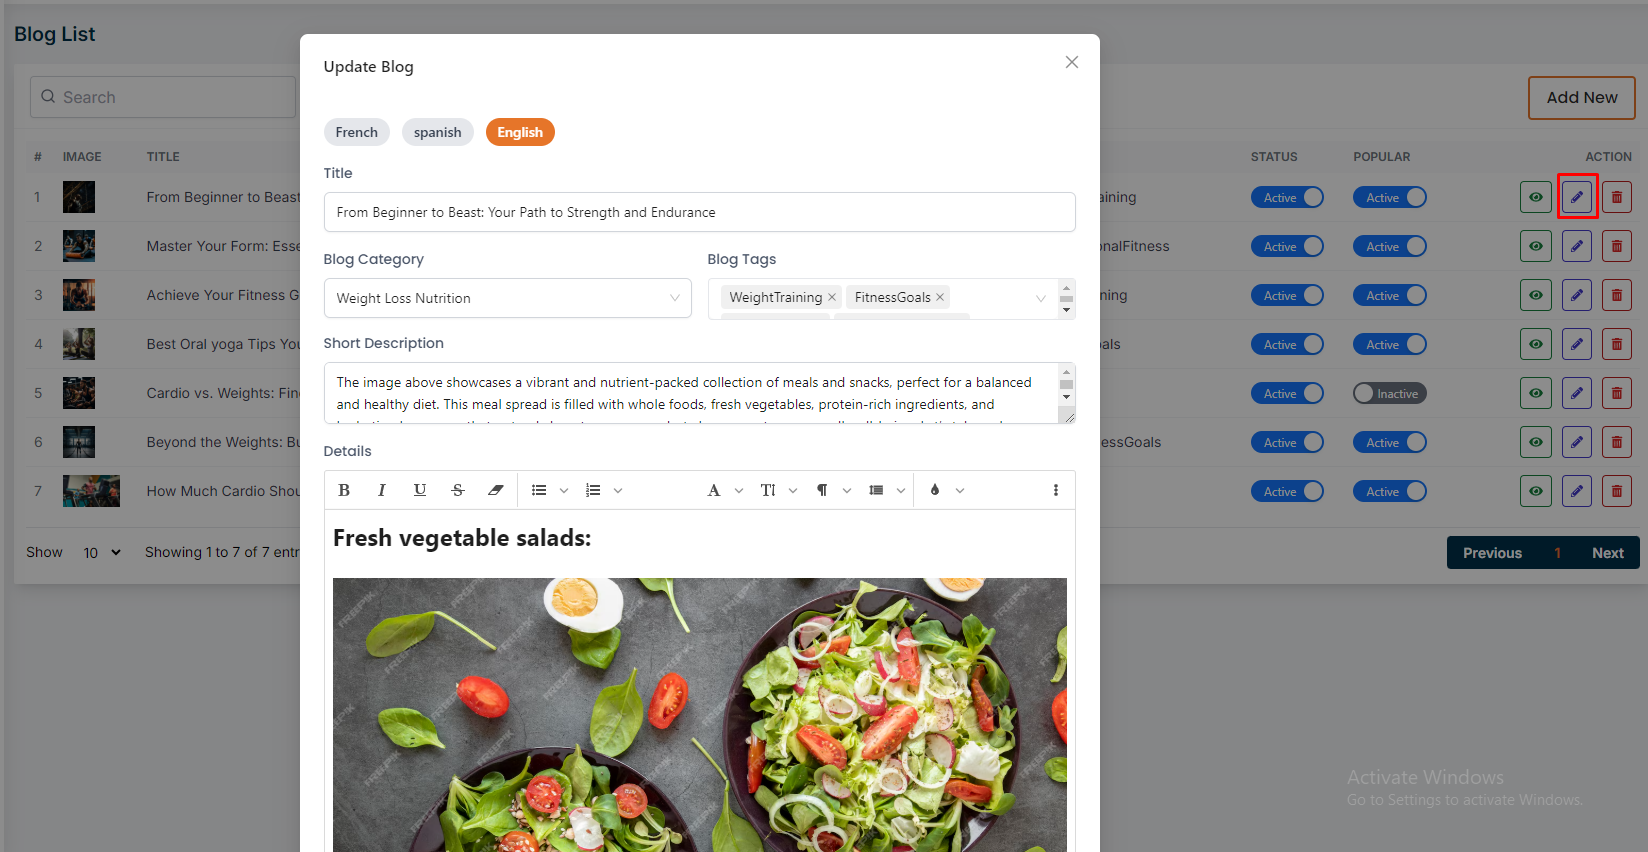 Blog List
Search
Add New
# IMAGE TITLE STATUS POPULAR ACTION
1 From Beginner to Beast aining Active Active
2 Master Your Form: Esse onalFitness Active Active
3 Achieve Your Fitness G ning Active Active
4 Best Oral yoga Tips You oals Active Active
5 Cardio vs. Weights: Fin Active Inactive
6 Beyond the Weights: Bu essGoals Active Active
7 How Much Cardio Shou Active Active
Show 10 Showing 1 to 7 of 7 entr
Previous 1 Next
Update Blog
French spanish English
Title
From Beginner to Beast: Your Path to Strength and Endurance
Blog Category Blog Tags
Weight Loss Nutrition WeightTraining FitnessGoals
Short Description
The image above showcases a vibrant and nutrient-packed collection of meals and snacks, perfect for a balanced
and healthy diet. This meal spread is filled with whole foods, fresh vegetables, protein-rich ingredients, and
Details
B I U S A TI ¶
Fresh vegetable salads:
FREEPIK
Activate Windows
Go to Settings to activate Windows.